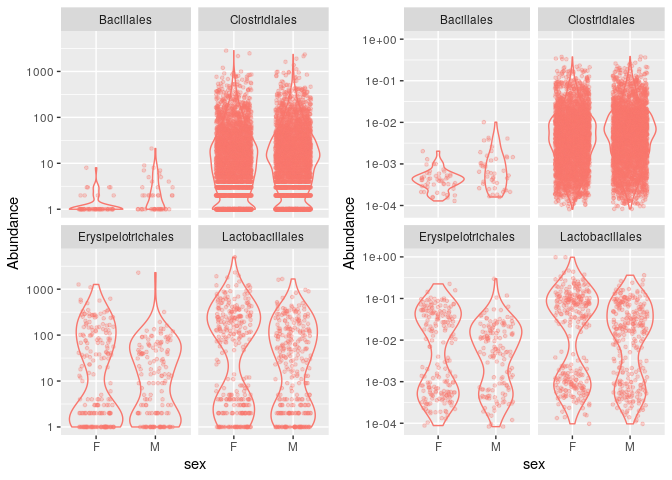 Bacillales
Clostridiales
1000
100
10
1
Erysipelotrichales
Lactobacillales
1000
100
10
1
F
M
F
M
Abundance
sex
Bacillales
Clostridiales
1e+00
1e-01
1e-02
1e-03
1e-04
Erysipelotrichales
Lactobacillales
1e+00
1e-01
1e-02
1e-03
1e-04
F
M
F
M
Abundance
sex